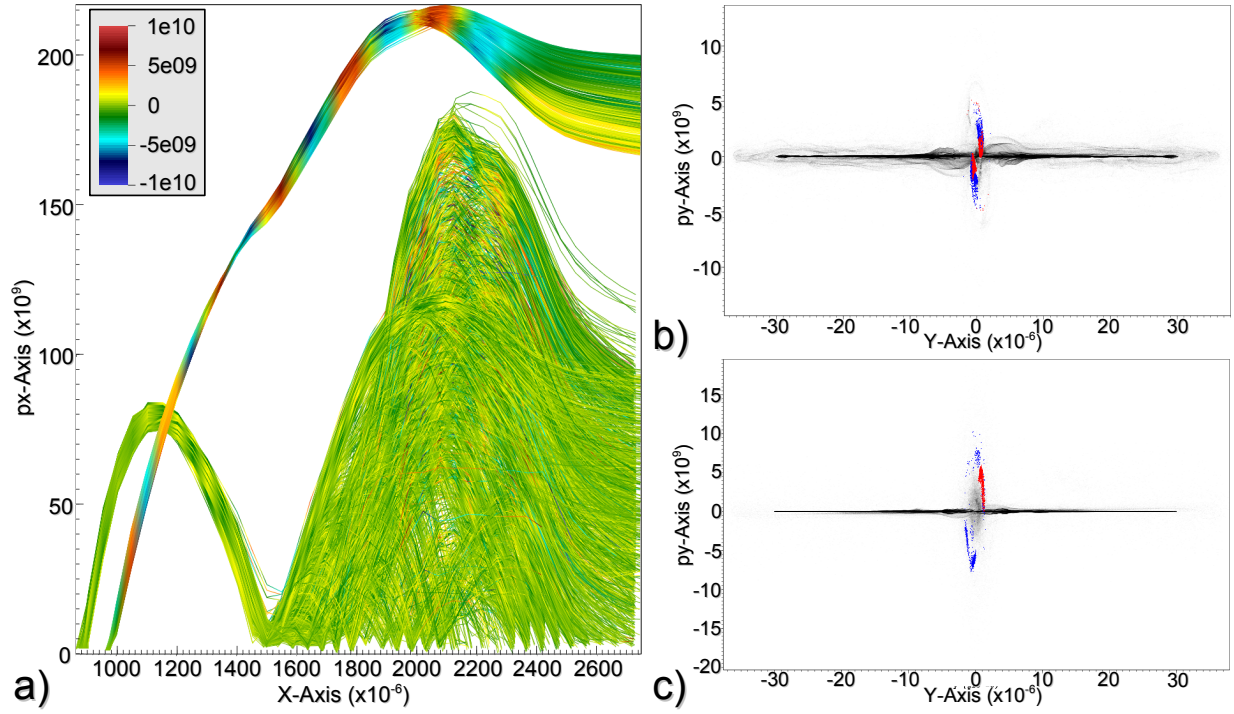 1e10
5e09
0
-5e09
-1e10
200
150
100
50
0
px-Axis (x10⁹)
1000 1200 1400 1600 1800 2000 2200 2400 2600
X-Axis (x10⁻⁶)
a)
10
5
0
-5
-10
py-Axis (x10⁹)
-30 -20 -10 0 10 20 30
Y-Axis (x10⁻⁶)
b)
15
10
5
0
-5
-10
-15
-20
py-Axis (x10⁹)
-30 -20 -10 0 10 20 30
Y-Axis (x10⁻⁶)
c)